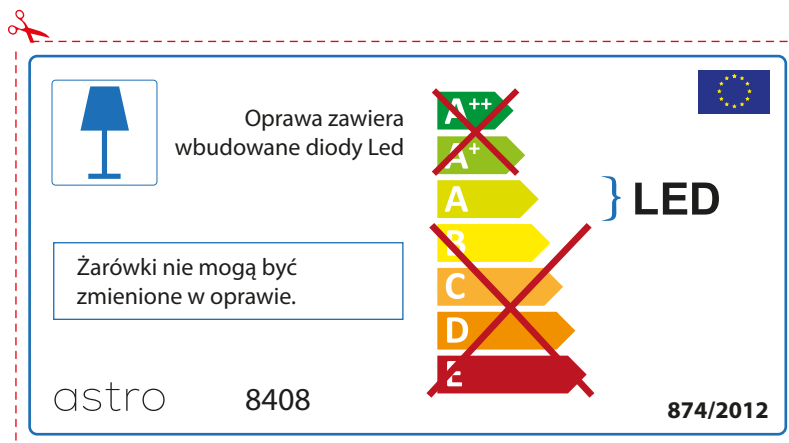 Oprawa zawiera
wbudowane diody Led
A++
A+
A
LED
B
C
D
E
Żarówki nie mogą być
zmienione w oprawie.
astro
8408
874/2012